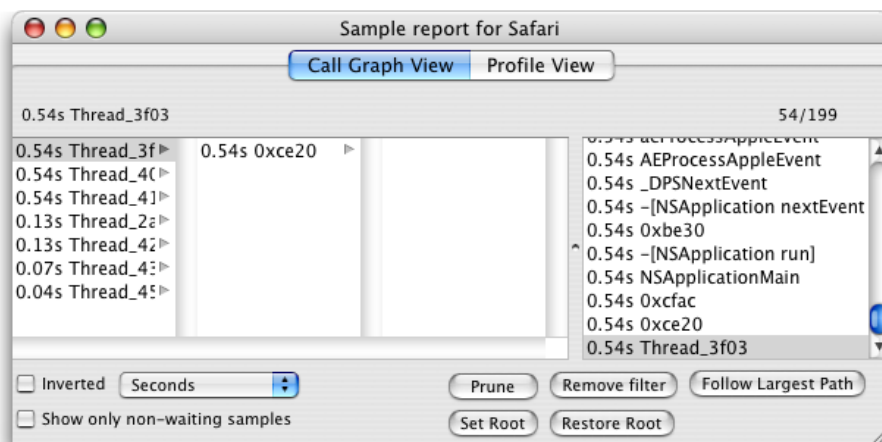 Sample report for Safari
Call Graph View Profile View
0.54s Thread_3f03 54/199
0.54s Thread_3f
0.54s Thread_4(
0.54s Thread_41
0.13s Thread_2a
0.13s Thread_42
0.07s Thread_43
0.04s Thread_45
0.54s 0xce20
0.54s aeProcessAppleEvent
0.54s AEProcessAppleEvent
0.54s _DPSNextEvent
0.54s -[NSApplication nextEvent
0.54s 0xbe30
0.54s -[NSApplication run]
0.54s NSApplicationMain
0.54s 0xcfac
0.54s 0xce20
0.54s Thread_3f03
Inverted Seconds Prune Remove filter Follow Largest Path
Show only non-waiting samples Set Root Restore Root